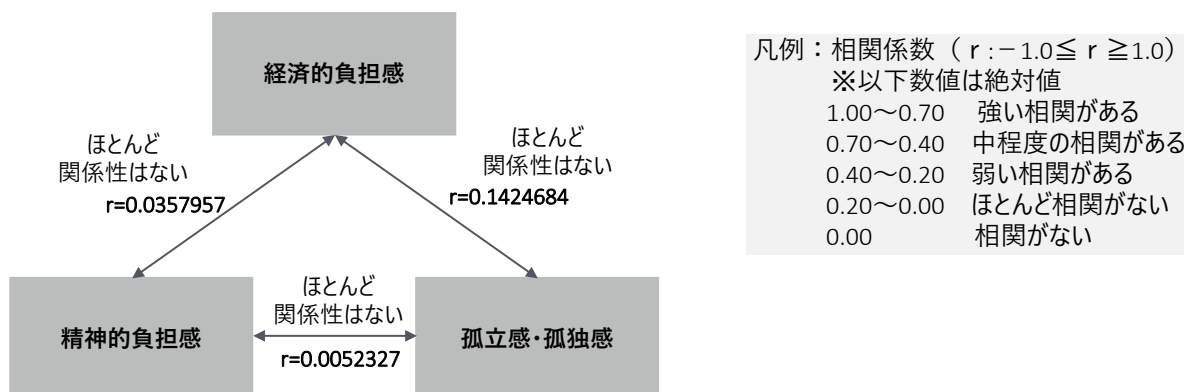 経済的負担感
ほとんど
関係性はない
r=0.0357957
ほとんど
関係性はない
r=0.1424684
精神的負担感
ほとんど
関係性はない
r=0.0052327
孤立感・孤独感
凡例：相関係数（ r :－1.0≦ r ≧1.0）
※以下数値は絶対値
1.00～0.70 強い相関がある
0.70～0.40 中程度の相関がある
0.40～0.20 弱い相関がある
0.20～0.00 ほとんど相関がない
0.00 相関がない